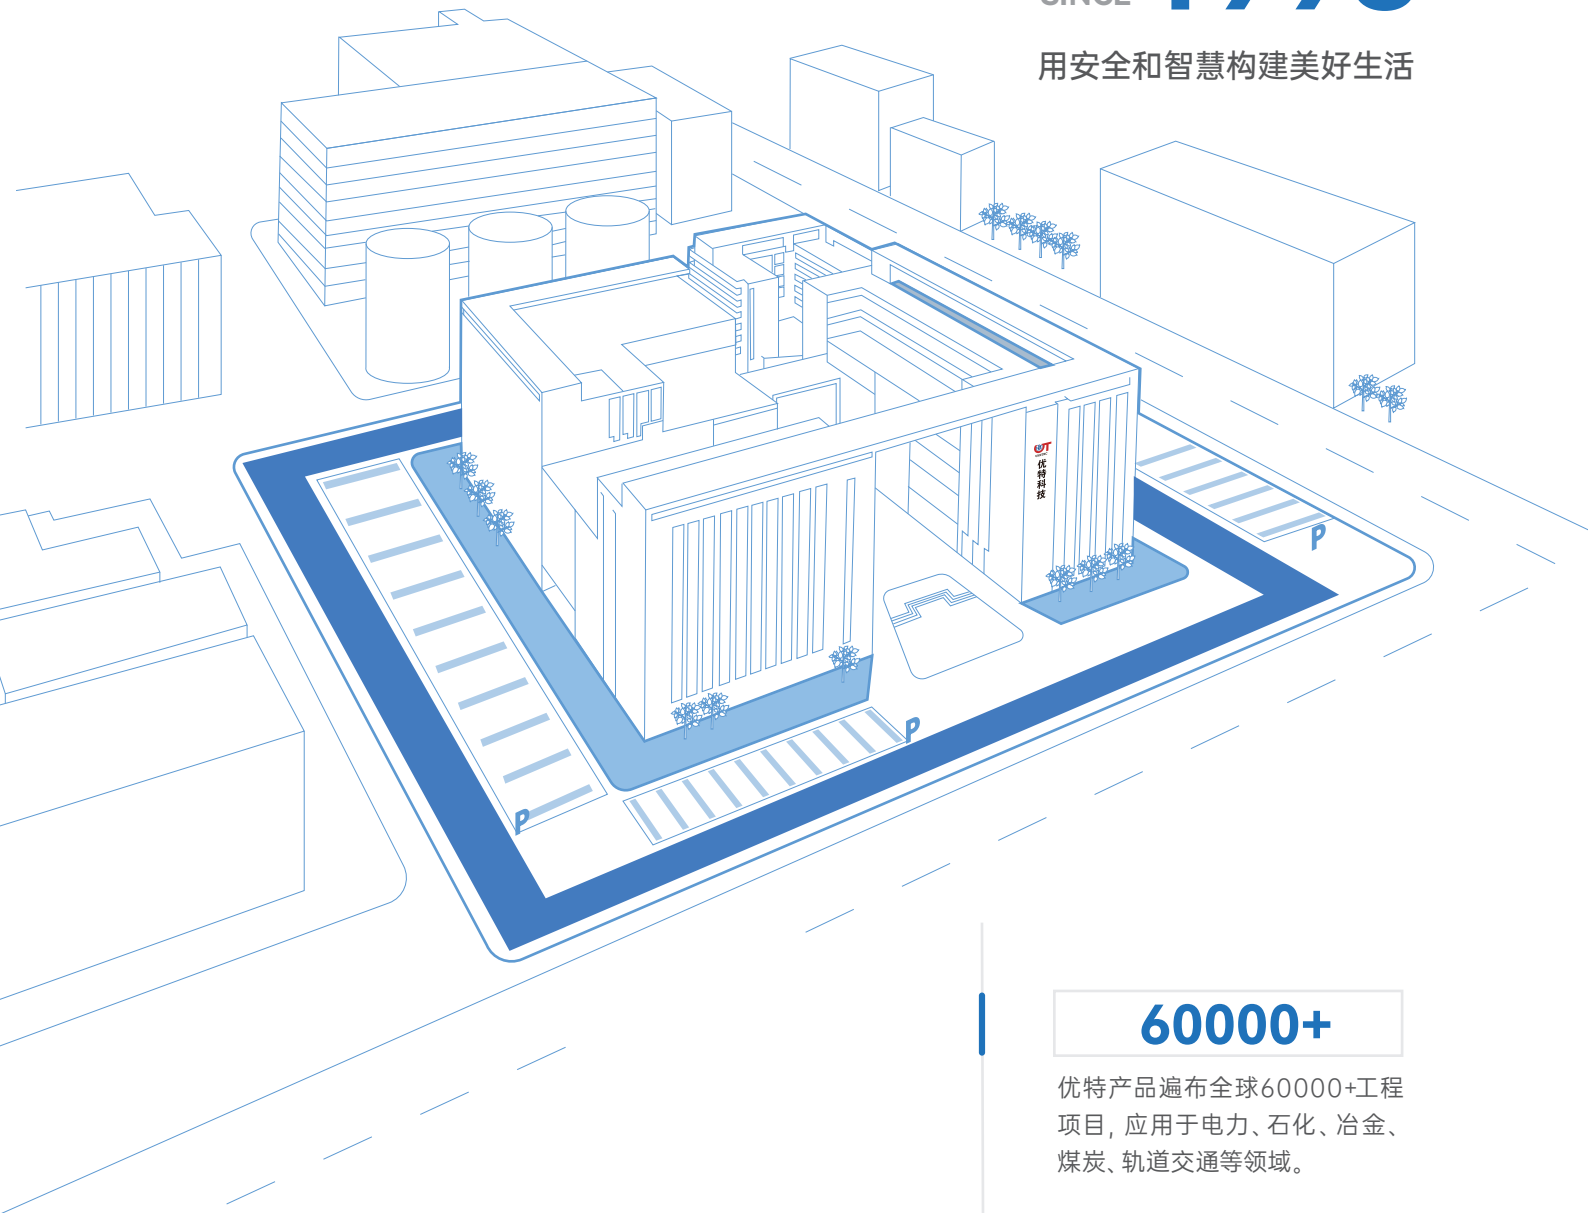 用安全和智慧构建美好生活
优特科技
P
P
P
60000+
优特产品遍布全球60000+工程
项目, 应用于电力、石化、冶金、
煤炭、轨道交通等领域。